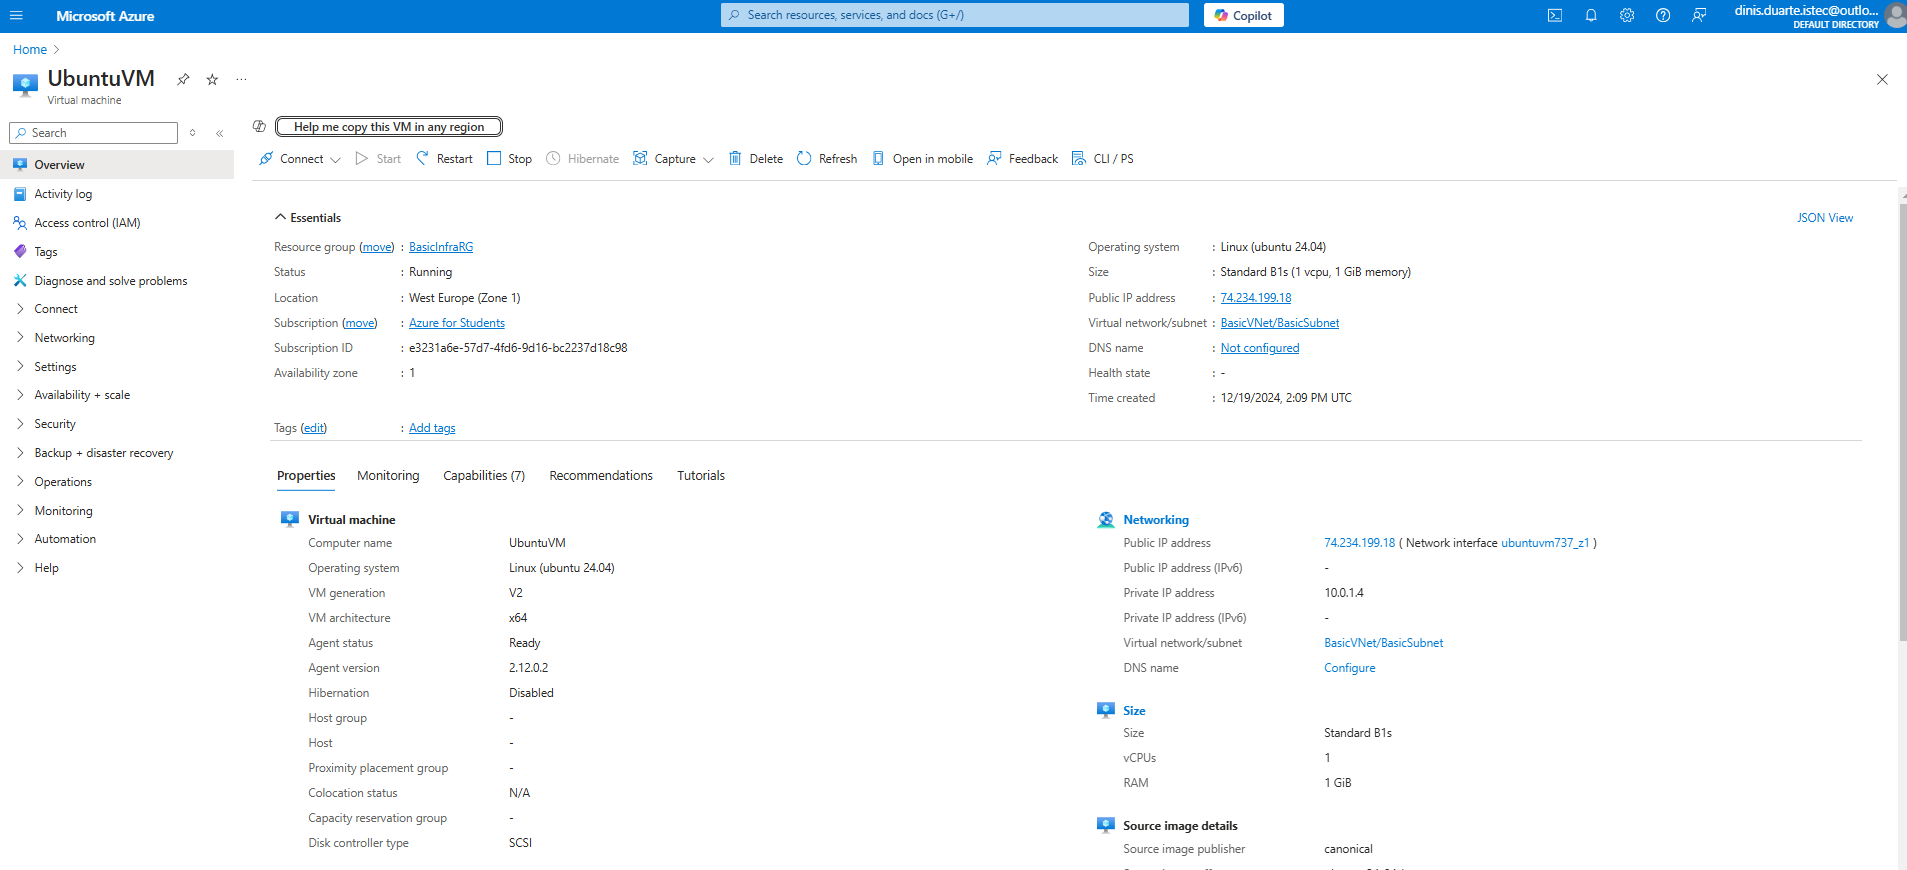 Microsoft Azure
Search resources, services, and docs (G+/)
Copilot
dinis.duarte.istec@outlo...
DEFAULT DIRECTORY
Home
UbuntuVM
Virtual machine
Search
Overview
Activity log
Access control (IAM)
Tags
Diagnose and solve problems
Connect
Networking
Settings
Availability + scale
Security
Backup + disaster recovery
Operations
Monitoring
Automation
Help
Help me copy this VM in any region
Connect Start Restart Stop Hibernate Capture Delete Refresh Open in mobile Feedback CLI / PS
Essentials
JSON View
Resource group (move) : BasicInfraRG
Status : Running
Location : West Europe (Zone 1)
Subscription (move) : Azure for Students
Subscription ID : e3231a6e-57d7-4fd6-9d16-bc2237d18c98
Availability zone : 1
Operating system : Linux (ubuntu 24.04)
Size : Standard B1s (1 vcpu, 1 GiB memory)
Public IP address : 74.234.199.18
Virtual network/subnet : BasicVNet/BasicSubnet
DNS name : Not configured
Health state : -
Time created : 12/19/2024, 2:09 PM UTC
Tags (edit) : Add tags
Properties Monitoring Capabilities (7) Recommendations Tutorials
Virtual machine
Computer name UbuntuVM
Operating system Linux (ubuntu 24.04)
VM generation V2
VM architecture x64
Agent status Ready
Agent version 2.12.0.2
Hibernation Disabled
Host group -
Host -
Proximity placement group -
Colocation status N/A
Capacity reservation group -
Disk controller type SCSI
Networking
Public IP address 74.234.199.18 ( Network interface ubuntuvm737_z1 )
Public IP address (IPv6) -
Private IP address 10.0.1.4
Private IP address (IPv6) -
Virtual network/subnet BasicVNet/BasicSubnet
DNS name Configure
Size
Size Standard B1s
vCPUs 1
RAM 1 GiB
Source image details
Source image publisher canonical